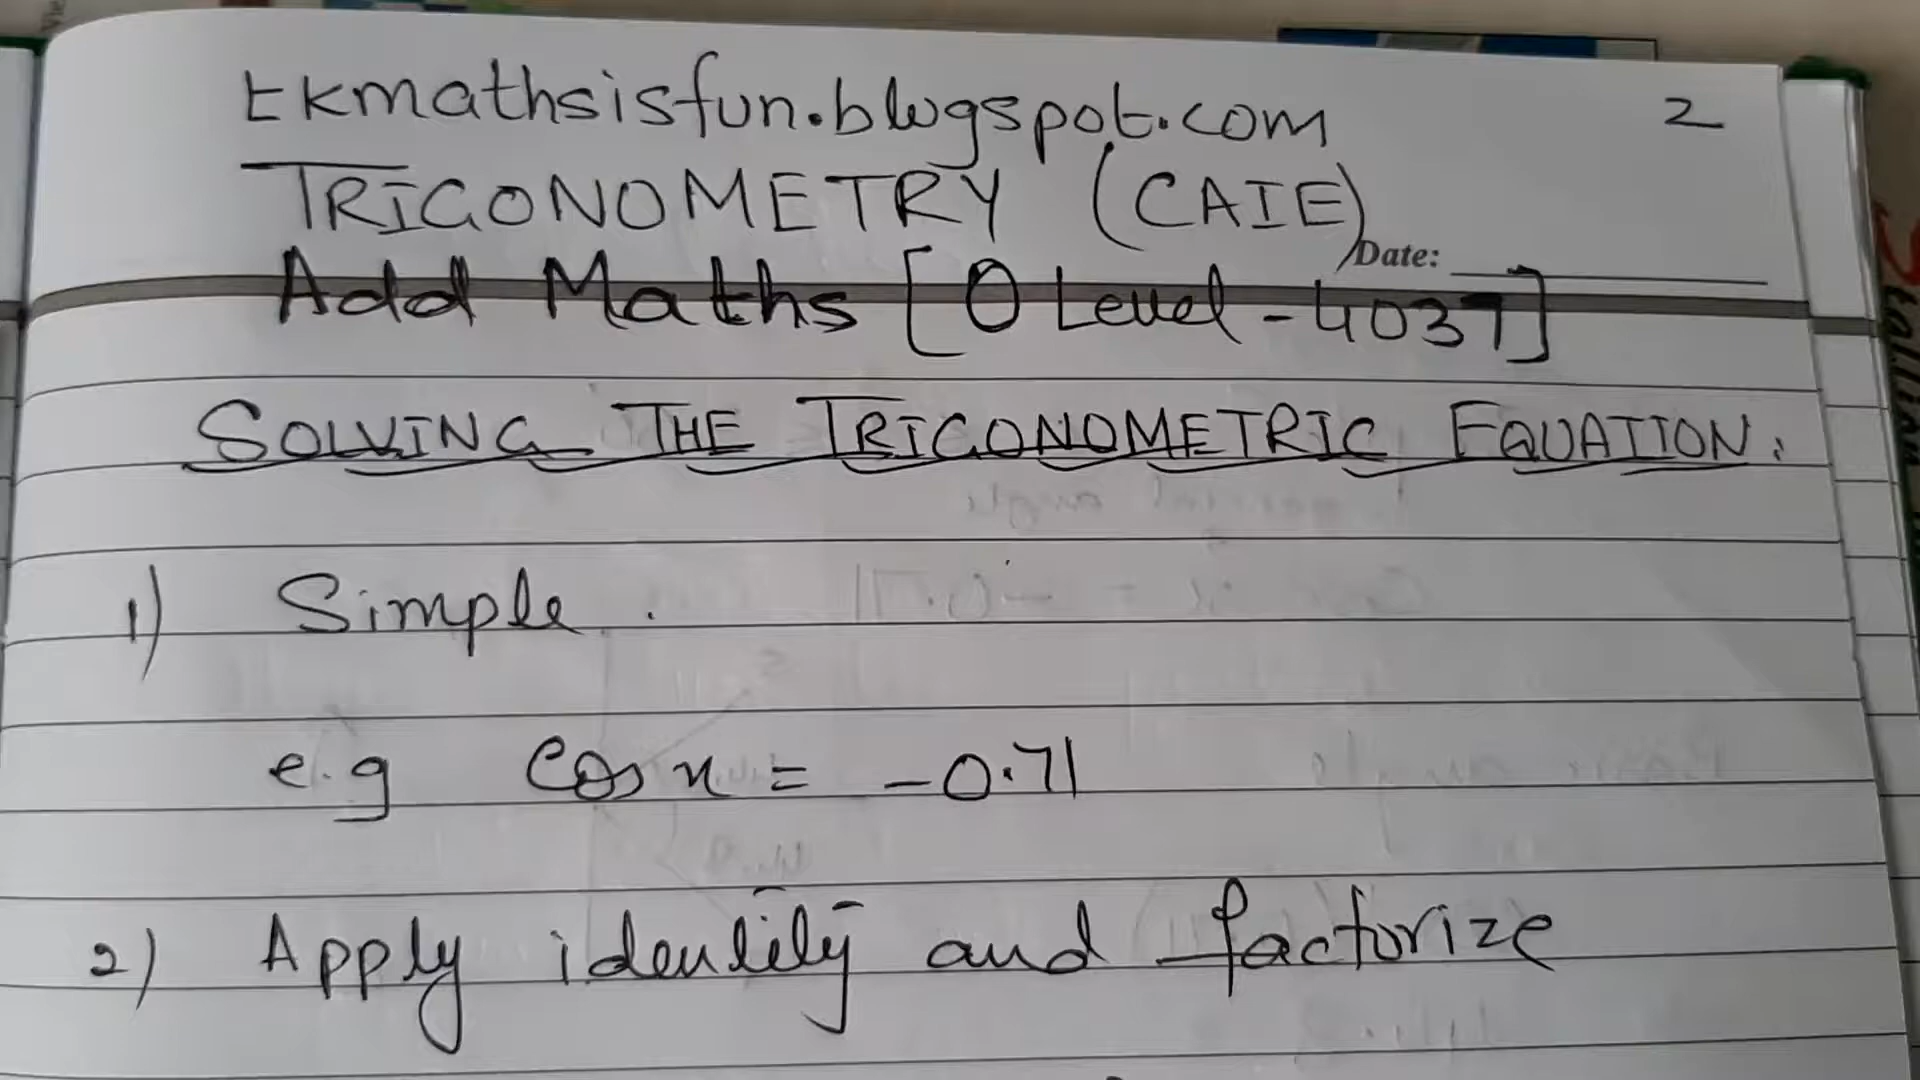 tkmathsisfun.blogspot.com 2
TRIGONOMETRY (CAIE)
Date:
Add Maths [O Level - 4037]
SOLVING THE TRIGONOMETRIC EQUATION.
1) Simple.
e.g cos x = -0.71
2) Apply identity and factorize